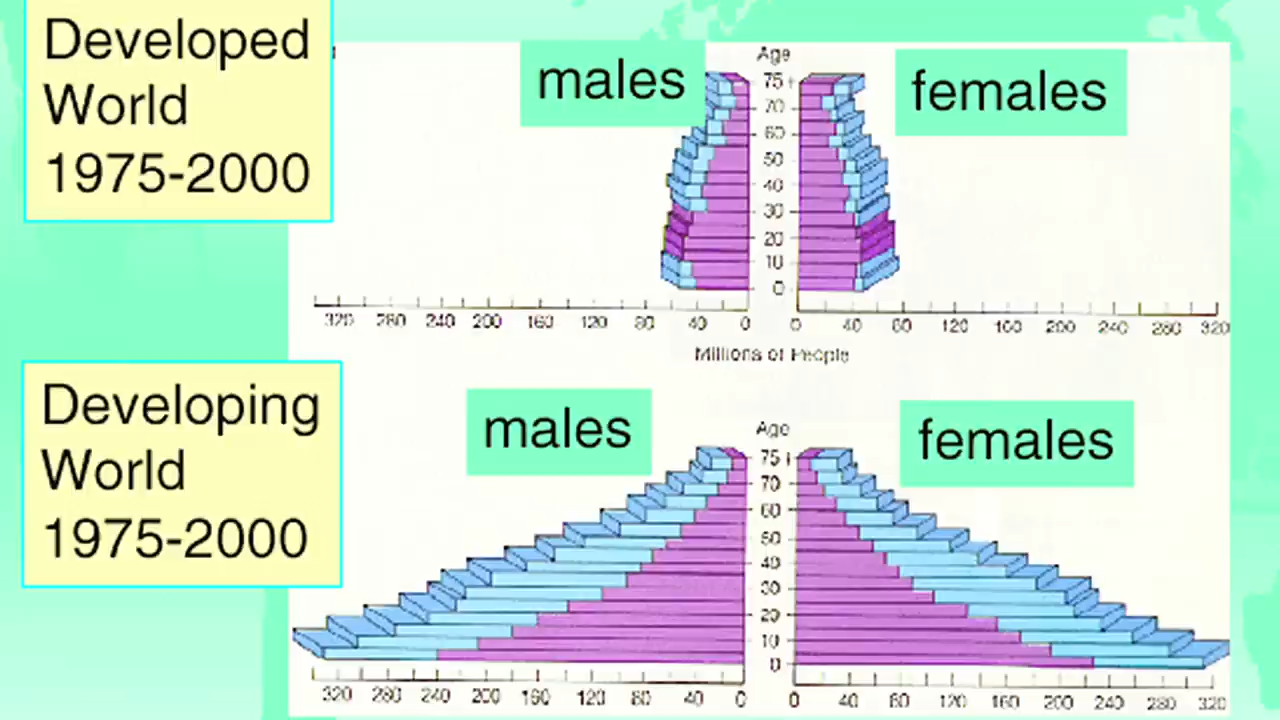 Developed
World
1975-2000
males
Age
females
75+
70
60
50
40
30
20
10
0
320 280 240 200 160 120 80 40 0
0 40 80 120 160 200 240 280 320
Millions of People
Developing
World
1975-2000
males
Age
females
75+
70
60
50
40
30
20
10
0
320 280 240 200 160 120 80 40 0
0 40 80 120 160 200 240 280 320